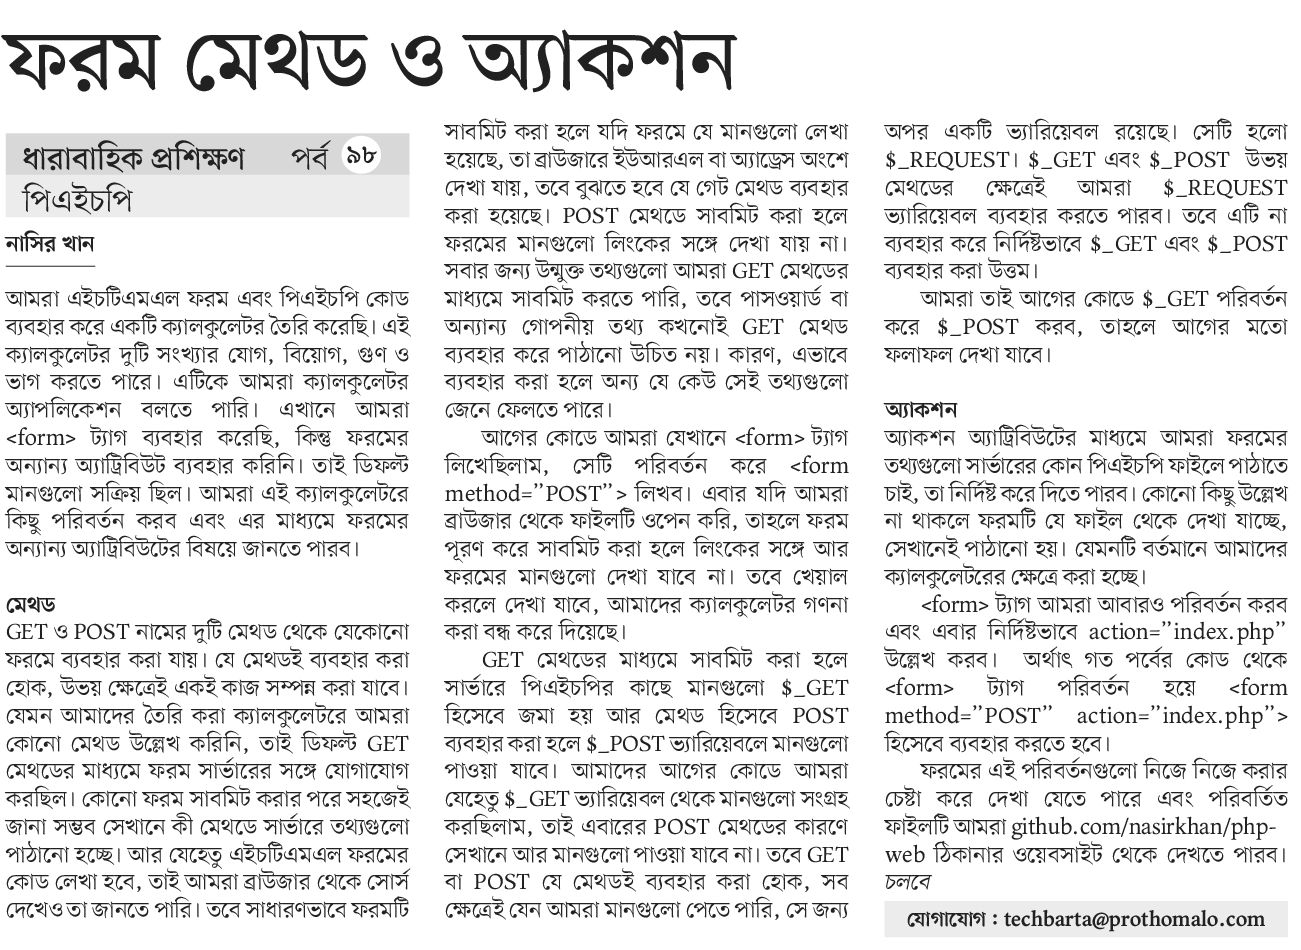 ফরম মেথড ও অ্যাকশন
ধারাবাহিক প্রশিক্ষণ পর্ব ৯৮
পিএইচপি
নাসির খান
আমরা এইচটিএমএল ফরম এবং পিএইচপি কোড
ব্যবহার করে একটি ক্যালকুলেটর তৈরি করেছি। এই
ক্যালকুলেটর দুটি সংখ্যার যোগ, বিয়োগ, গুণ ও
ভাগ করতে পারে। এটিকে আমরা ক্যালকুলেটর
অ্যাপলিকেশন বলতে পারি। এখানে আমরা
<form> ট্যাগ ব্যবহার করেছি, কিন্তু ফরমের
অন্যান্য অ্যাট্রিবিউট ব্যবহার করিনি। তাই ডিফল্ট
মানগুলো সক্রিয় ছিল। আমরা এই ক্যালকুলেটরে
কিছু পরিবর্তন করব এবং এর মাধ্যমে ফরমের
অন্যান্য অ্যাট্রিবিউটের বিষয়ে জানতে পারব।
মেথড
GET ও POST নামের দুটি মেথড থেকে যেকোনো
ফরমে ব্যবহার করা যায়। যে মেথডই ব্যবহার করা
হোক, উভয় ক্ষেত্রেই একই কাজ সম্পন্ন করা যাবে।
যেমন আমাদের তৈরি করা ক্যালকুলেটরে আমরা
কোনো মেথড উল্লেখ করিনি, তাই ডিফল্ট GET
মেথডের মাধ্যমে ফরম সার্ভারের সঙ্গে যোগাযোগ
করছিল। কোনো ফরম সাবমিট করার পরে সহজেই
জানা সম্ভব সেখানে কী মেথডে সার্ভারে তথ্যগুলো
পাঠানো হচ্ছে। আর যেহেতু এইচটিএমএল ফরমের
কোড লেখা হবে, তাই আমরা ব্রাউজার থেকে সোর্স
দেখেও তা জানতে পারি। তবে সাধারণভাবে ফরমটি
সাবমিট করা হলে যদি ফরমে যে মানগুলো লেখা
হয়েছে, তা ব্রাউজারে ইউআরএল বা অ্যাড্রেস অংশে
দেখা যায়, তবে বুঝতে হবে যে গেট মেথড ব্যবহার
করা হয়েছে। POST মেথডে সাবমিট করা হলে
ফরমের মানগুলো লিংকের সঙ্গে দেখা যায় না।
সবার জন্য উন্মুক্ত তথ্যগুলো আমরা GET মেথডের
মাধ্যমে সাবমিট করতে পারি, তবে পাসওয়ার্ড বা
অন্যান্য গোপনীয় তথ্য কখনোই GET মেথড
ব্যবহার করে পাঠানো উচিত নয়। কারণ, এভাবে
ব্যবহার করা হলে অন্য যে কেউ সেই তথ্যগুলো
জেনে ফেলতে পারে।
আগের কোডে আমরা যেখানে <form> ট্যাগ
লিখেছিলাম, সেটি পরিবর্তন করে <form
method=”POST”> লিখব। এবার যদি আমরা
ব্রাউজার থেকে ফাইলটি ওপেন করি, তাহলে ফরম
পূরণ করে সাবমিট করা হলে লিংকের সঙ্গে আর
ফরমের মানগুলো দেখা যাবে না। তবে খেয়াল
করলে দেখা যাবে, আমাদের ক্যালকুলেটর গণনা
করা বন্ধ করে দিয়েছে।
GET মেথডের মাধ্যমে সাবমিট করা হলে
সার্ভারে পিএইচপির কাছে মানগুলো $_GET
হিসেবে জমা হয় আর মেথড হিসেবে POST
ব্যবহার করা হলে $_POST ভ্যারিয়েবলে মানগুলো
পাওয়া যাবে। আমাদের আগের কোডে আমরা
যেহেতু $_GET ভ্যারিয়েবল থেকে মানগুলো সংগ্রহ
করছিলাম, তাই এবারের POST মেথডের কারণে
সেখানে আর মানগুলো পাওয়া যাবে না। তবে GET
বা POST যে মেথডই ব্যবহার করা হোক, সব
ক্ষেত্রেই যেন আমরা মানগুলো পেতে পারি, সে জন্য
অপর একটি ভ্যারিয়েবল রয়েছে। সেটি হলো
$_REQUEST। $_GET এবং $_POST উভয়
মেথডের ক্ষেত্রেই আমরা $_REQUEST
ভ্যারিয়েবল ব্যবহার করতে পারব। তবে এটি না
ব্যবহার করে নির্দিষ্টভাবে $_GET এবং $_POST
ব্যবহার করা উত্তম।
আমরা তাই আগের কোডে $_GET পরিবর্তন
করে $_POST করব, তাহলে আগের মতো
ফলাফল দেখা যাবে।
অ্যাকশন
অ্যাকশন অ্যাট্রিবিউটের মাধ্যমে আমরা ফরমের
তথ্যগুলো সার্ভারের কোন পিএইচপি ফাইলে পাঠাতে
চাই, তা নির্দিষ্ট করে দিতে পারব। কোনো কিছু উল্লেখ
না থাকলে ফরমটি যে ফাইল থেকে দেখা যাচ্ছে,
সেখানেই পাঠানো হয়। যেমনটি বর্তমানে আমাদের
ক্যালকুলেটরের ক্ষেত্রে করা হচ্ছে।
<form> ট্যাগ আমরা আবারও পরিবর্তন করব
এবং এবার নির্দিষ্টভাবে action=”index.php”
উল্লেখ করব। অর্থাৎ গত পর্বের কোড থেকে
<form> ট্যাগ পরিবর্তন হয়ে <form
method=”POST” action=”index.php”>
হিসেবে ব্যবহার করতে হবে।
ফরমের এই পরিবর্তনগুলো নিজে নিজে করার
চেষ্টা করে দেখা যেতে পারে এবং পরিবর্তিত
ফাইলটি আমরা github.com/nasirkhan/php-
web ঠিকানার ওয়েবসাইট থেকে দেখতে পারব।
চলবে
যোগাযোগ : techbarta@prothomalo.com